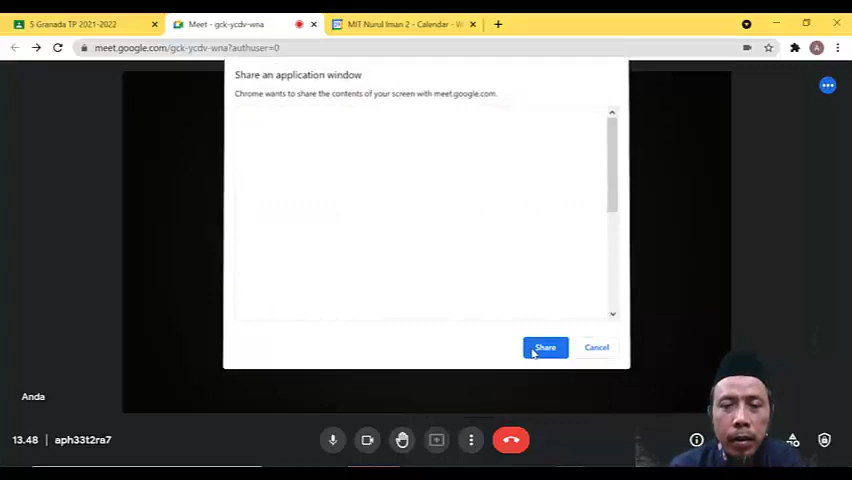 5 Granada TP 2021-2022
Meet - gck-ycdv-wna
MIT Nurul Iman 2 - Calendar - W
meet.google.com/gck-ycdv-wna?authuser=0
A
Share an application window
Chrome wants to share the contents of your screen with meet.google.com.
Share
Cancel
Anda
13.48 | aph33t2ra7